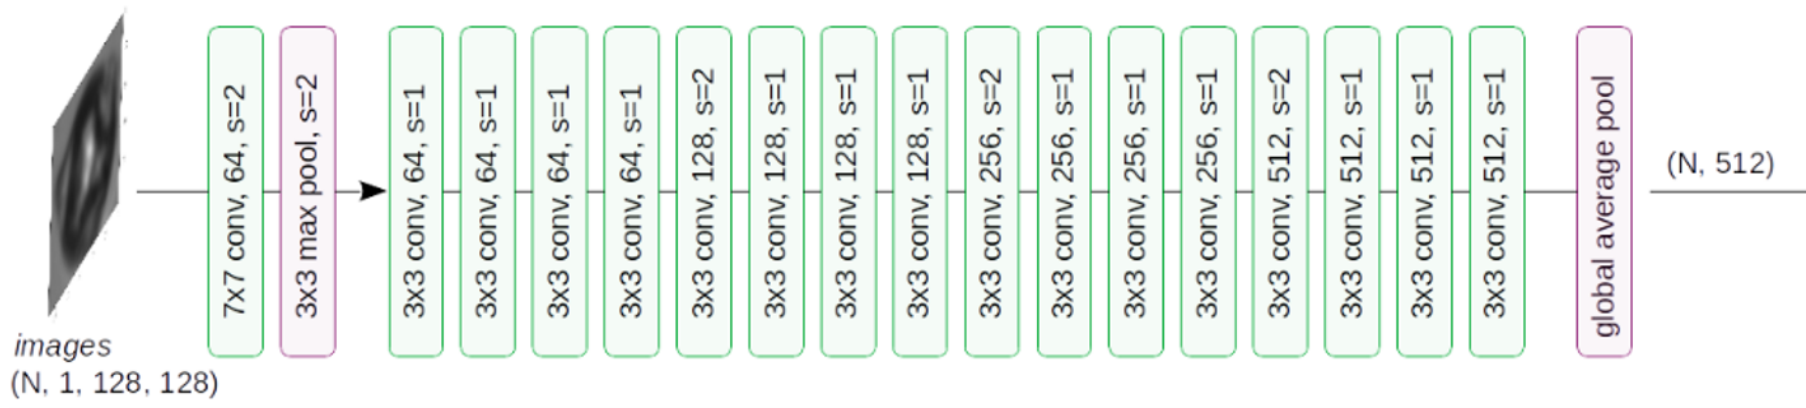 images
(N, 1, 128, 128)
7x7 conv, 64, s=2
3x3 max pool, s=2
3x3 conv, 64, s=1
3x3 conv, 64, s=1
3x3 conv, 64, s=1
3x3 conv, 64, s=1
3x3 conv, 128, s=2
3x3 conv, 128, s=1
3x3 conv, 128, s=1
3x3 conv, 128, s=1
3x3 conv, 256, s=2
3x3 conv, 256, s=1
3x3 conv, 256, s=1
3x3 conv, 256, s=1
3x3 conv, 512, s=2
3x3 conv, 512, s=1
3x3 conv, 512, s=1
3x3 conv, 512, s=1
global average pool
(N, 512)